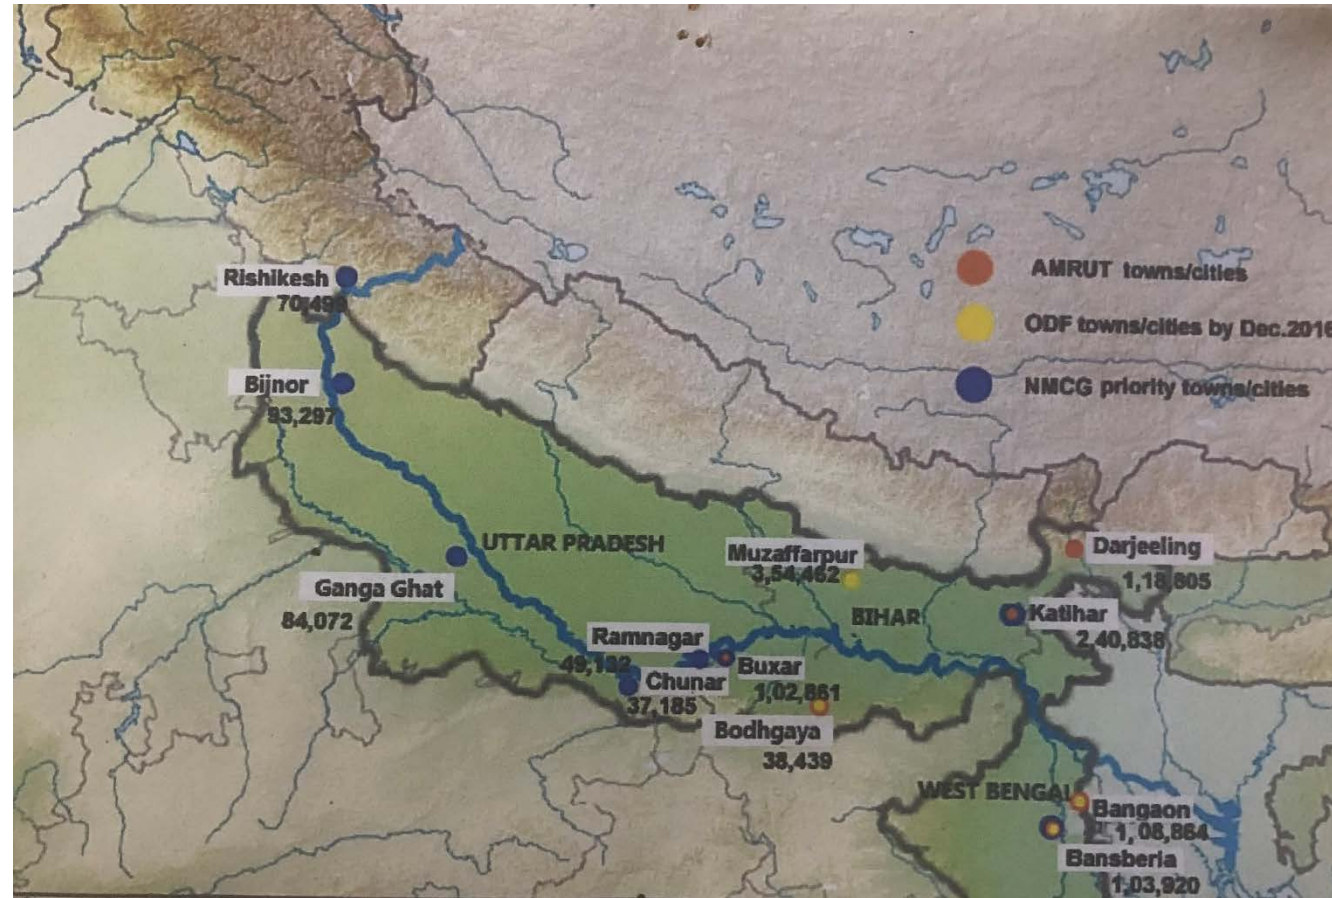 Rishikesh
70,499
AMRUT towns/cities
ODF towns/cities by Dec.2016
Bijnor
93,297
NMCG priority towns/cities
UTTAR PRADESH
Muzaffarpur
3,54,462
Darjeeling
1,18,805
Ganga Ghat
84,072
BIHAR
Katihar
2,40,838
Ramnagar
49,132
Buxar
1,02,861
Chunar
37,185
Bodhgaya
38,439
WEST BENGAL
Bangaon
1, 08,864
Bansberia
1,03,920